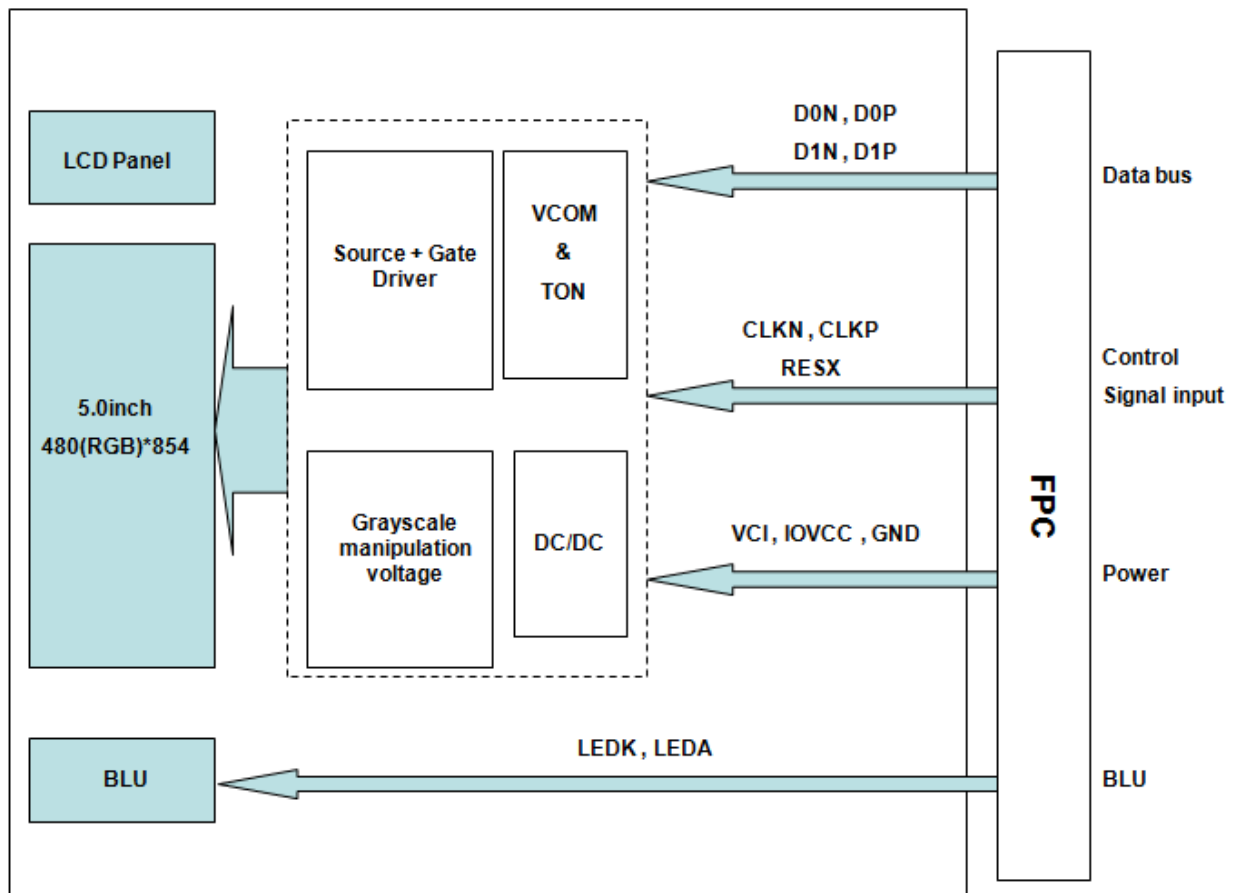 LCD Panel
5.0inch
480(RGB)*854
BLU
Source + Gate
Driver
VCOM
&
TON
Grayscale
manipulation
voltage
DC/DC
D0N , D0P
D1N , D1P
CLKN , CLKP
RESX
VCI, IOVCC , GND
LEDK , LEDA
FPC
Data bus
Control
Signal input
Power
BLU